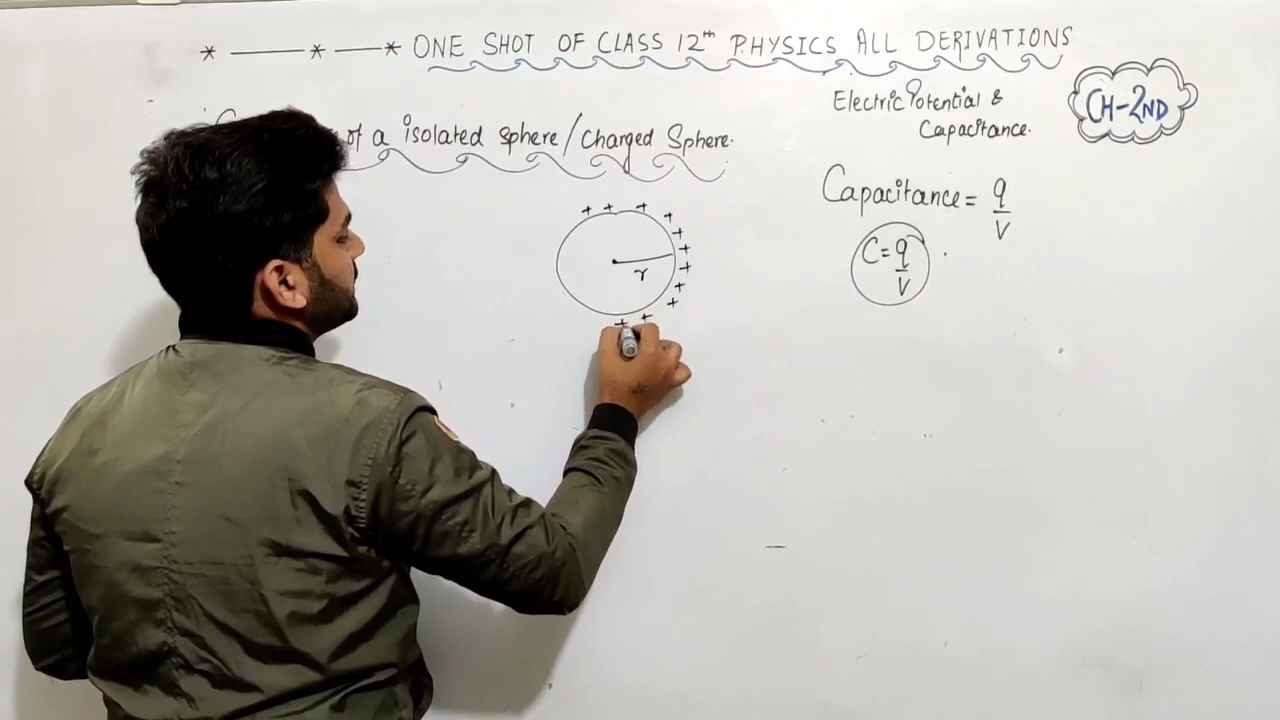 * ——— * —— * ONE SHOT OF CLASS 12th PHYSICS ALL DERIVATIONS
Electric Potential &
Capacitance.
CH-2ND
of a isolated sphere/Charged Sphere.
Capacitance = q/V
C = q/V
+ + + + + + + + + + +
r